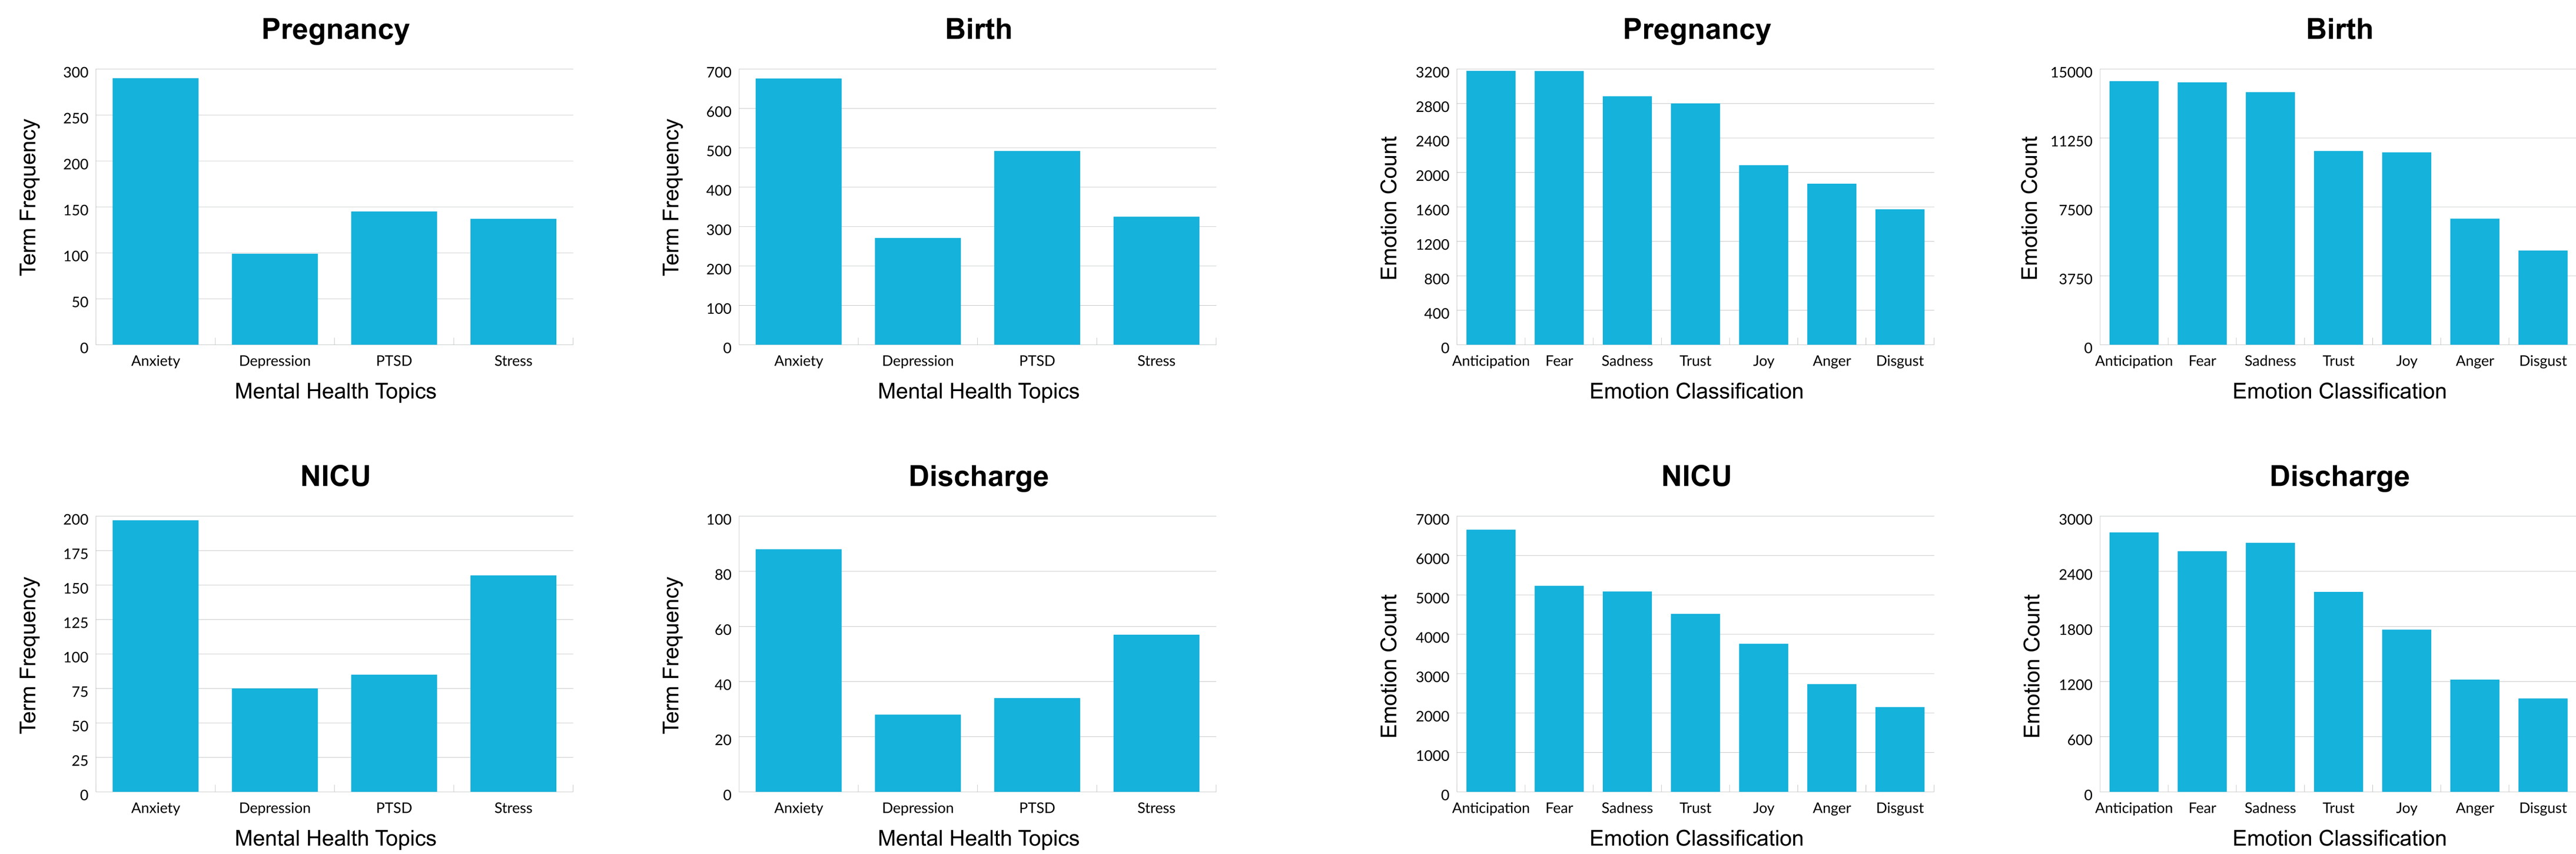 Pregnancy
300
250
200
150
100
50
0
Term Frequency
Anxiety Depression PTSD Stress
Mental Health Topics
Birth
700
600
500
400
300
200
100
0
Term Frequency
Anxiety Depression PTSD Stress
Mental Health Topics
Pregnancy
3200
2800
2400
2000
1600
1200
800
400
0
Emotion Count
Anticipation Fear Sadness Trust Joy Anger Disgust
Emotion Classification
Birth
15000
11250
7500
3750
0
Emotion Count
Anticipation Fear Sadness Trust Joy Anger Disgust
Emotion Classification
NICU
200
175
150
125
100
75
50
25
0
Term Frequency
Anxiety Depression PTSD Stress
Mental Health Topics
Discharge
100
80
60
40
20
0
Term Frequency
Anxiety Depression PTSD Stress
Mental Health Topics
NICU
7000
6000
5000
4000
3000
2000
1000
0
Emotion Count
Anticipation Fear Sadness Trust Joy Anger Disgust
Emotion Classification
Discharge
3000
2400
1800
1200
600
0
Emotion Count
Anticipation Fear Sadness Trust Joy Anger Disgust
Emotion Classification